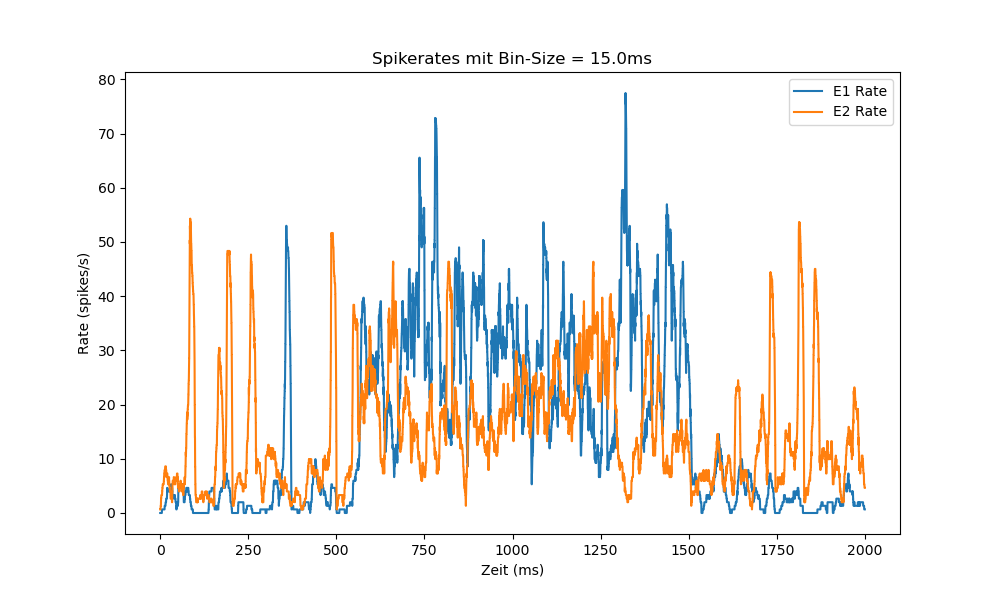 Spikerates mit Bin-Size = 15.0ms
E1 Rate
E2 Rate
Rate (spikes/s)
80
70
60
50
40
30
20
10
0
0 250 500 750 1000 1250 1500 1750 2000
Zeit (ms)